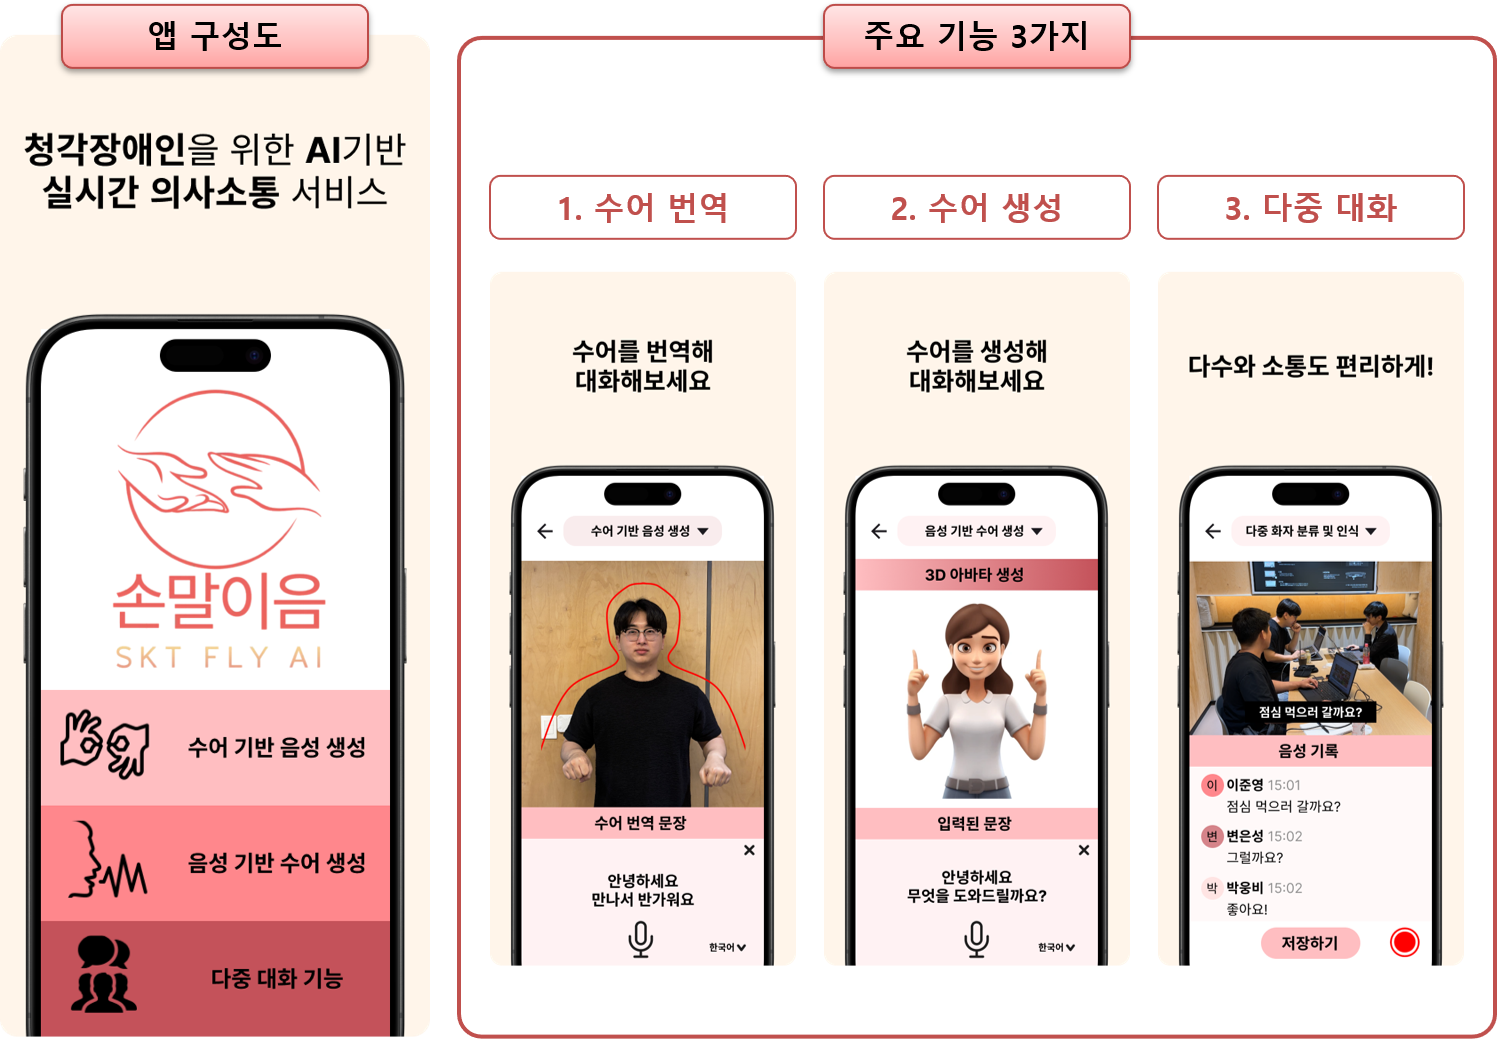 앱 구성도
청각장애인을 위한 AI기반
실시간 의사소통 서비스
손말이음
SKT FLY AI
수어 기반 음성 생성
음성 기반 수어 생성
다중 대화 기능
주요 기능 3가지
1. 수어 번역
수어를 번역해
대화해보세요
수어 기반 음성 생성
수어 번역 문장
안녕하세요
만나서 반가워요
한국어
2. 수어 생성
수어를 생성해
대화해보세요
음성 기반 수어 생성
3D 아바타 생성
입력된 문장
안녕하세요
무엇을 도와드릴까요?
한국어
3. 다중 대화
다수와 소통도 편리하게!
다중 화자 분류 및 인식
점심 먹으러 갈까요?
음성 기록
이 이준영 15:01
점심 먹으러 갈까요?
변 변은성 15:02
그럴까요?
박 박웅비 15:02
좋아요!
저장하기